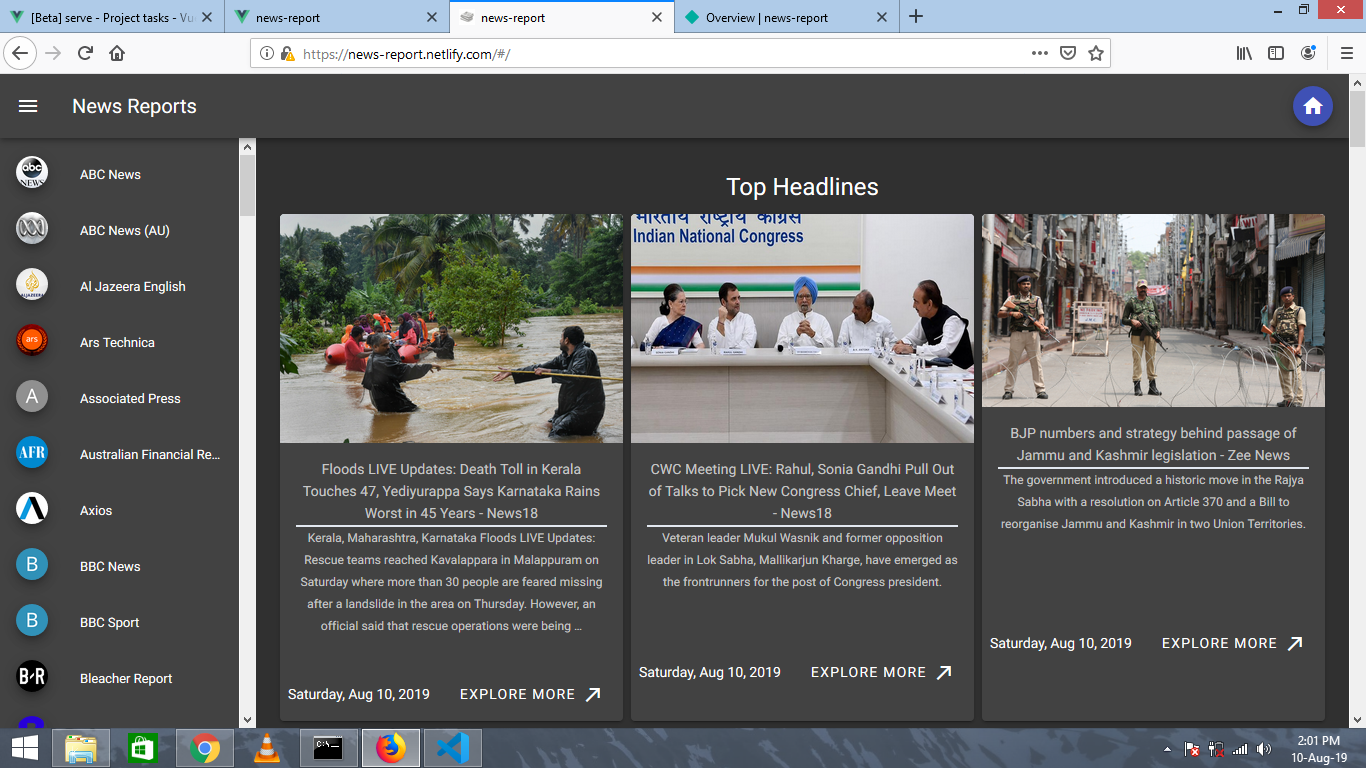 [Beta] serve - Project tasks - Vu
news-report
news-report
Overview | news-report
https://news-report.netlify.com/#/
News Reports
abc
NEWS
ABC News
ABC News (AU)
ALJAZEERA
Al Jazeera English
ars
Ars Technica
A
Associated Press
AFR
Australian Financial Re...
Axios
B
BBC News
B
BBC Sport
B/R
Bleacher Report
Top Headlines
भारतीय राष्ट्रीय कांग्रेस
Indian National Congress
Floods LIVE Updates: Death Toll in Kerala
Touches 47, Yediyurappa Says Karnataka Rains
Worst in 45 Years - News18
Kerala, Maharashtra, Karnataka Floods LIVE Updates:
Rescue teams reached Kavalappara in Malappuram on
Saturday where more than 30 people are feared missing
after a landslide in the area on Thursday. However, an
official said that rescue operations were being …
Saturday, Aug 10, 2019 EXPLORE MORE
CWC Meeting LIVE: Rahul, Sonia Gandhi Pull Out
of Talks to Pick New Congress Chief, Leave Meet
- News18
Veteran leader Mukul Wasnik and former opposition
leader in Lok Sabha, Mallikarjun Kharge, have emerged as
the frontrunners for the post of Congress president.
Saturday, Aug 10, 2019 EXPLORE MORE
BJP numbers and strategy behind passage of
Jammu and Kashmir legislation - Zee News
The government introduced a historic move in the Rajya
Sabha with a resolution on Article 370 and a Bill to
reorganise Jammu and Kashmir in two Union Territories.
Saturday, Aug 10, 2019 EXPLORE MORE
C:\
2:01 PM
10-Aug-19